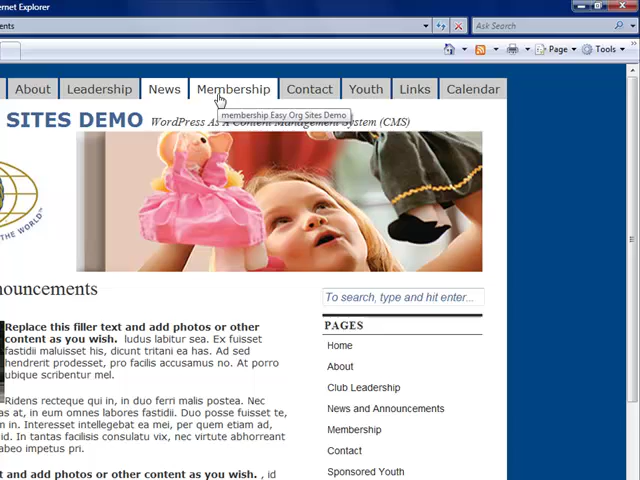 ernet Explorer
ents
Ask Search
Page
Tools
About Leadership News Membership Contact Youth Links Calendar
membership Easy Org Sites Demo
SITES DEMO WordPress As A Content Management System (CMS)
THE WORLD™
nouncements
To search, type and hit enter...
Replace this filler text and add photos or other
content as you wish. ludus labitur sea. Ex fuisset
fastidii maluisset his, dicunt tritani ea has. Ad sed
hendrerit prodesset, pro facilis accusamus no. At porro
ubique scribentur mel.
Ridens recteque qui in, in duo ferri malis postea. Nec
as at, in eum omnes labores fastidii. Duo posse fuisset te,
m in. Interesset intellegebat ea mei, per quem etiam ad,
id. In tantas facilisis consulatu vix, nec virtute abhorreant
abeo impetus pri.
t and add photos or other content as you wish. , id
PAGES
Home
About
Club Leadership
News and Announcements
Membership
Contact
Sponsored Youth